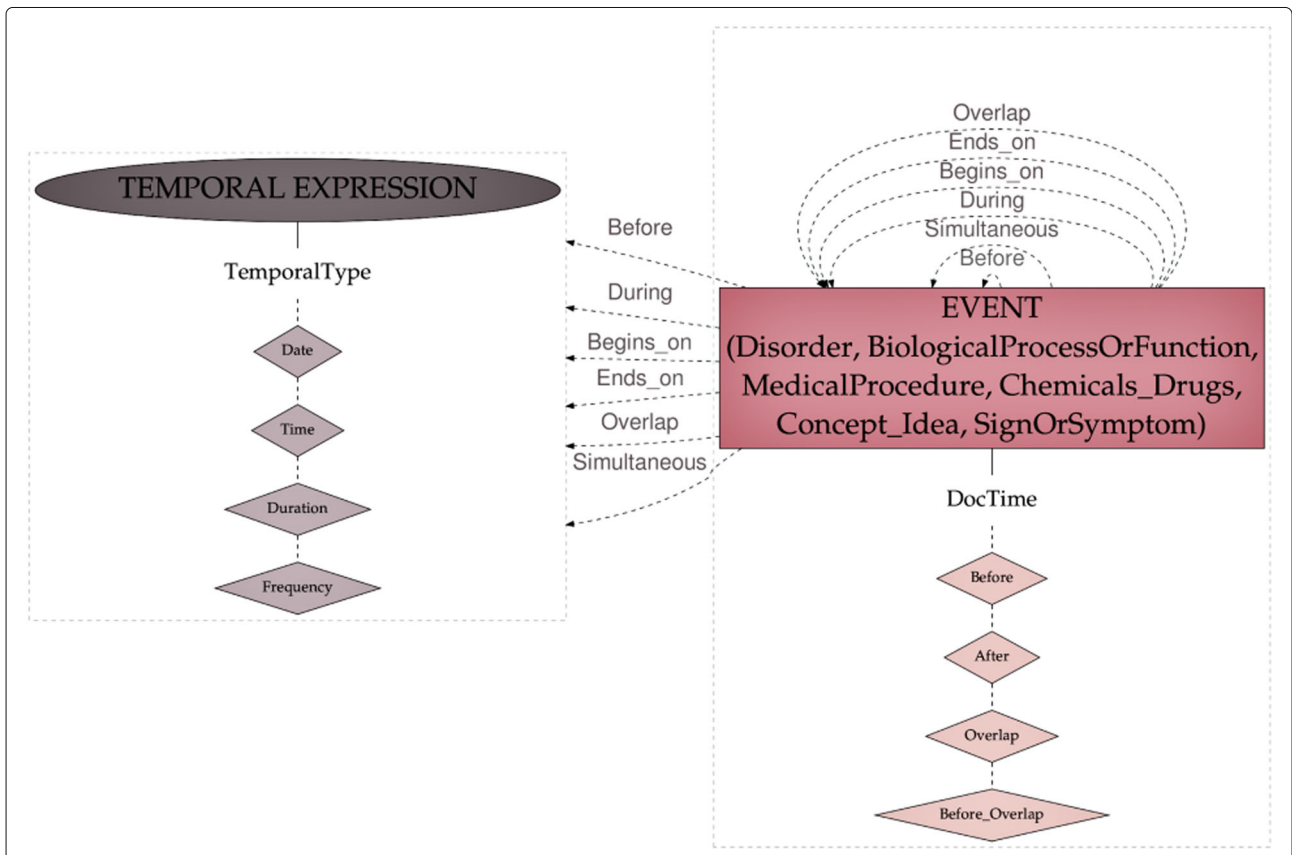 TEMPORAL EXPRESSION
TemporalType
Date
Time
Duration
Frequency
Before
During
Begins_on
Ends_on
Overlap
Simultaneous
Overlap
Ends_on
Begins_on
During
Simultaneous
Before
EVENT
(Disorder, BiologicalProcessOrFunction,
MedicalProcedure, Chemicals_Drugs,
Concept_Idea, SignOrSymptom)
DocTime
Before
After
Overlap
Before_Overlap